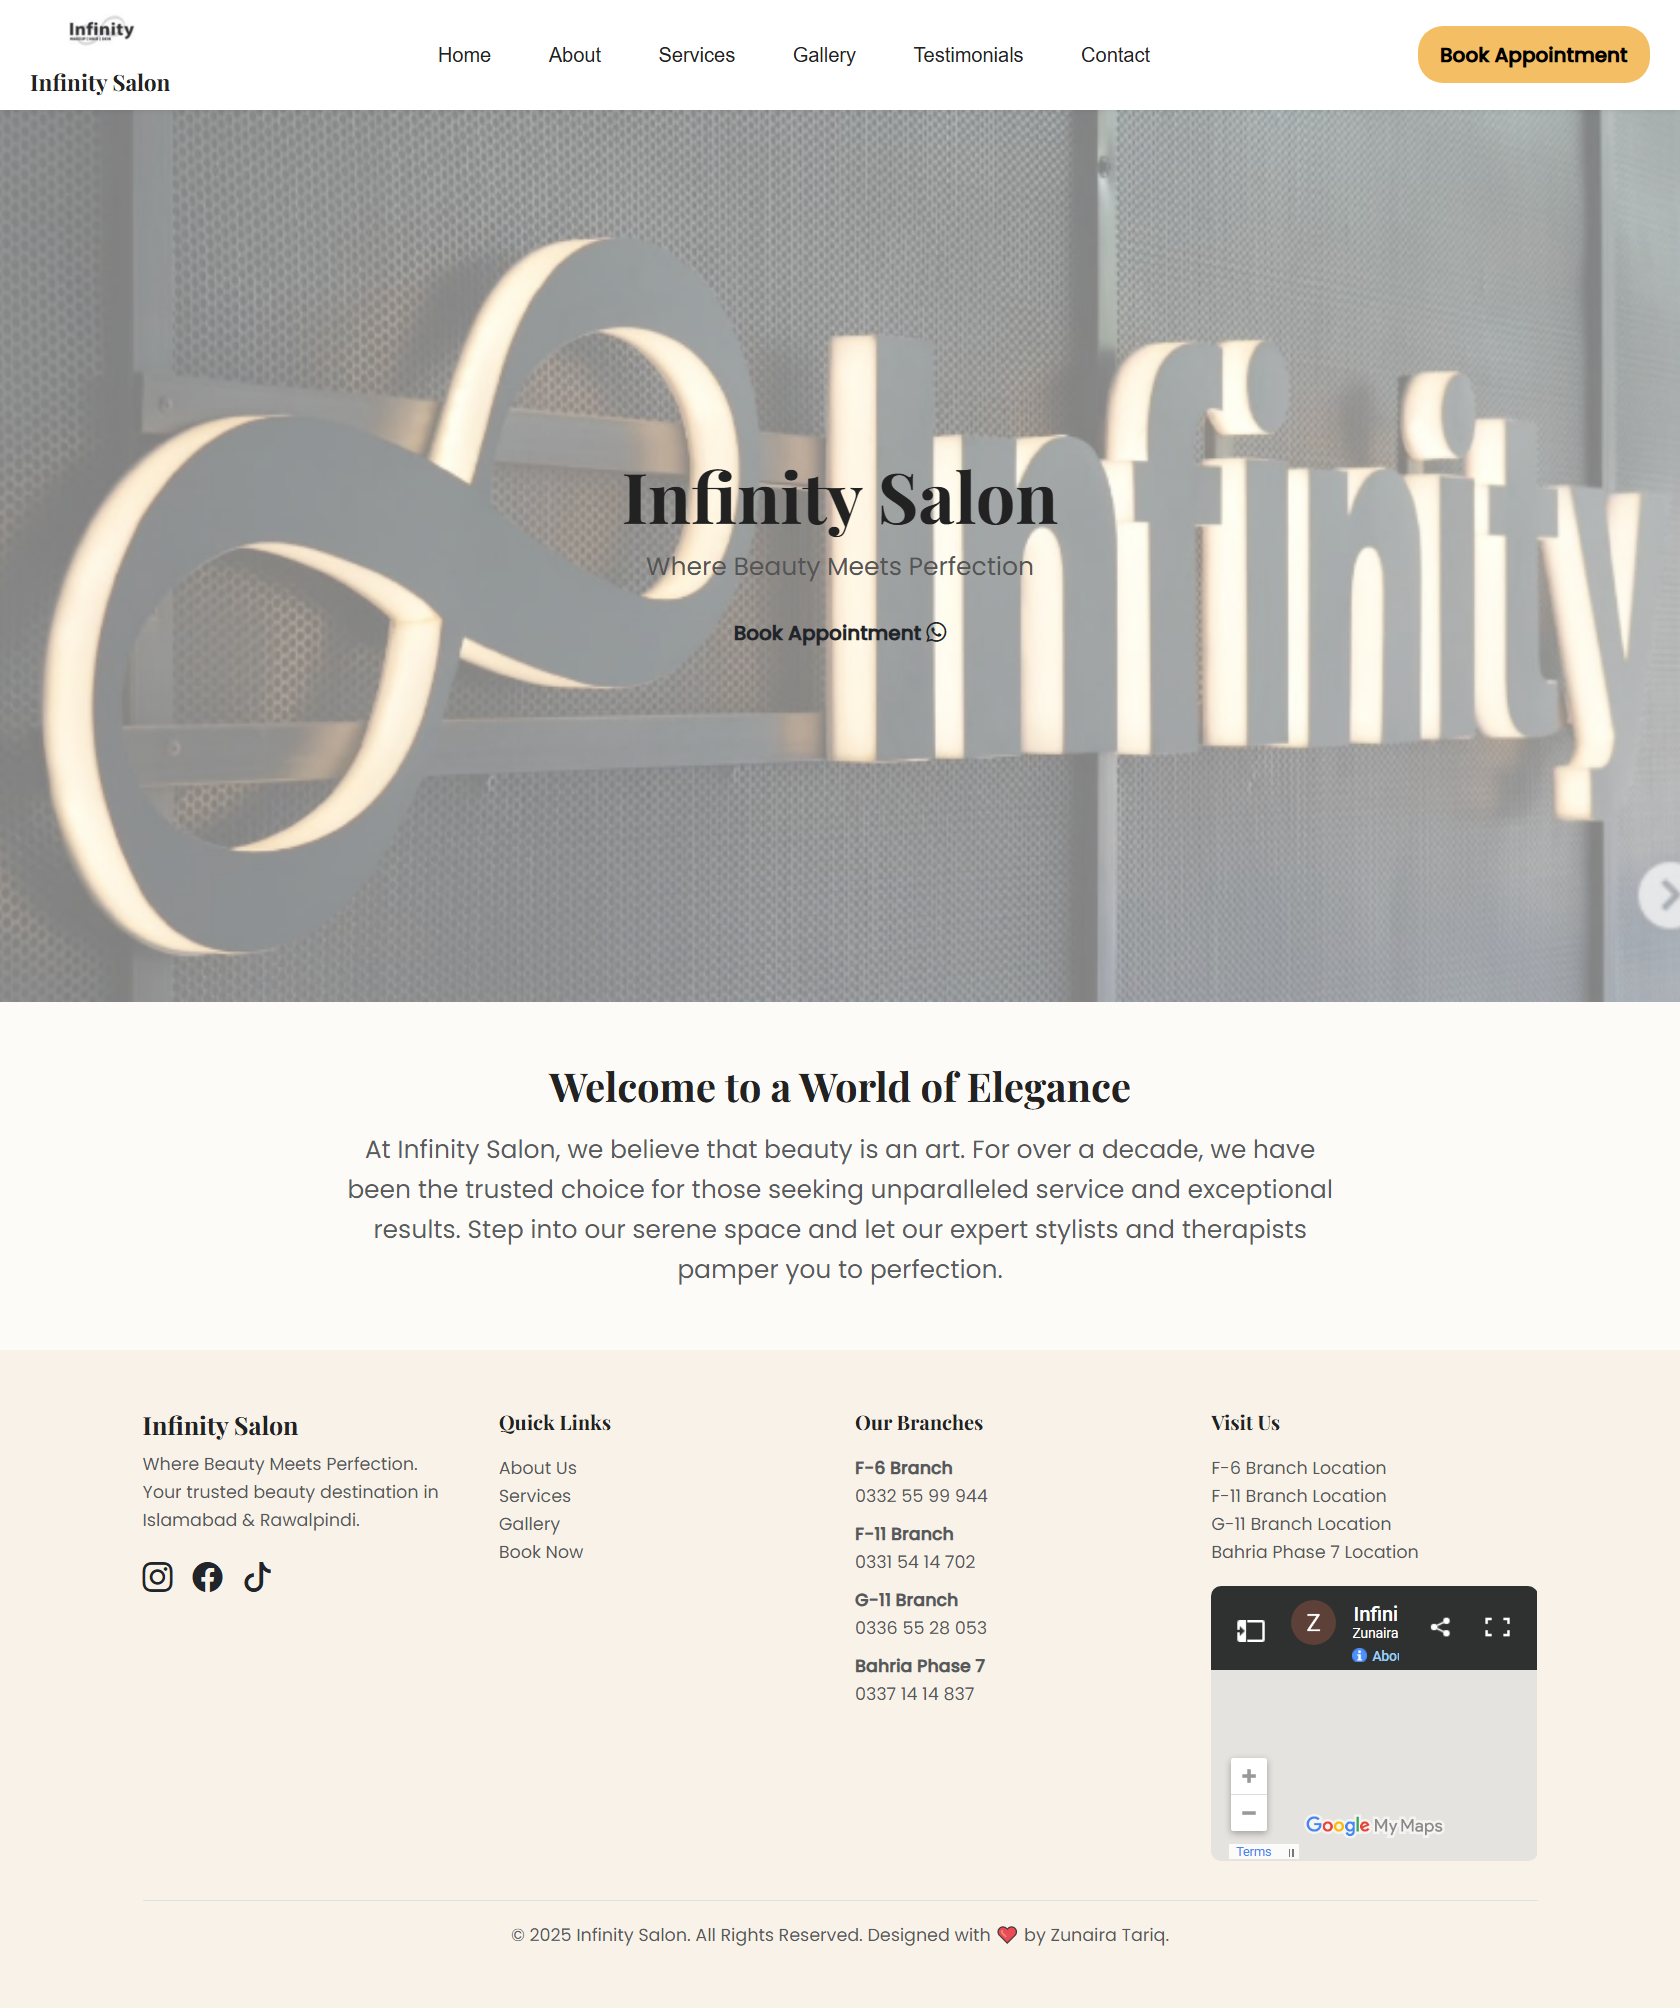 Infinity
Infinity Salon
Home
About
Services
Gallery
Testimonials
Contact
Book Appointment
Infinity
Infinity Salon
Where Beauty Meets Perfection
Book Appointment
Welcome to a World of Elegance
At Infinity Salon, we believe that beauty is an art. For over a decade, we have
been the trusted choice for those seeking unparalleled service and exceptional
results. Step into our serene space and let our expert stylists and therapists
pamper you to perfection.
Infinity Salon
Where Beauty Meets Perfection.
Your trusted beauty destination in
Islamabad & Rawalpindi.
Quick Links
About Us
Services
Gallery
Book Now
Our Branches
F-6 Branch
0332 55 99 944
F-11 Branch
0331 54 14 702
G-11 Branch
0336 55 28 053
Bahria Phase 7
0337 14 14 837
Visit Us
F-6 Branch Location
F-11 Branch Location
G-11 Branch Location
Bahria Phase 7 Location
Z
Infini
Zunaira
Abou
Google My Maps
Terms
© 2025 Infinity Salon. All Rights Reserved. Designed with ❤️ by Zunaira Tariq.